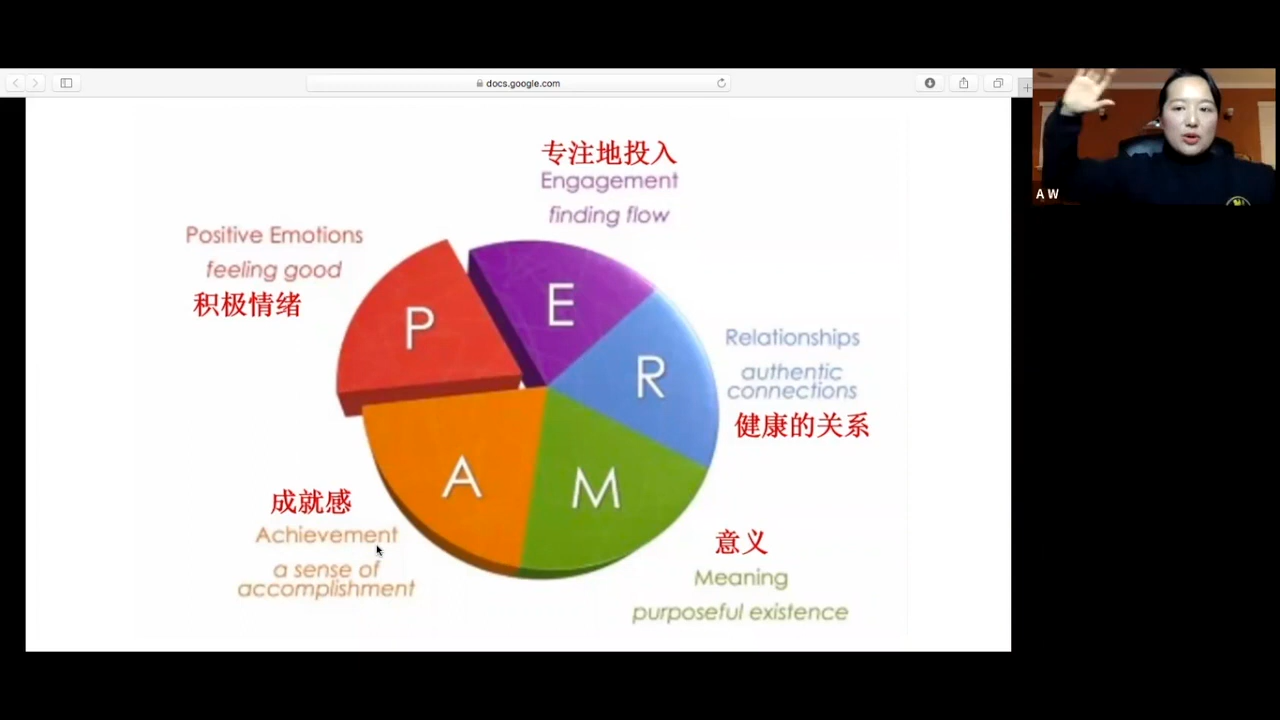 docs.google.com
A W
专注地投入
Engagement
finding flow
Positive Emotions
feeling good
积极情绪
P
E
R
Relationships
authentic
connections
健康的关系
A
M
成就感
Achievement
a sense of
accomplishment
意义
Meaning
purposeful existence